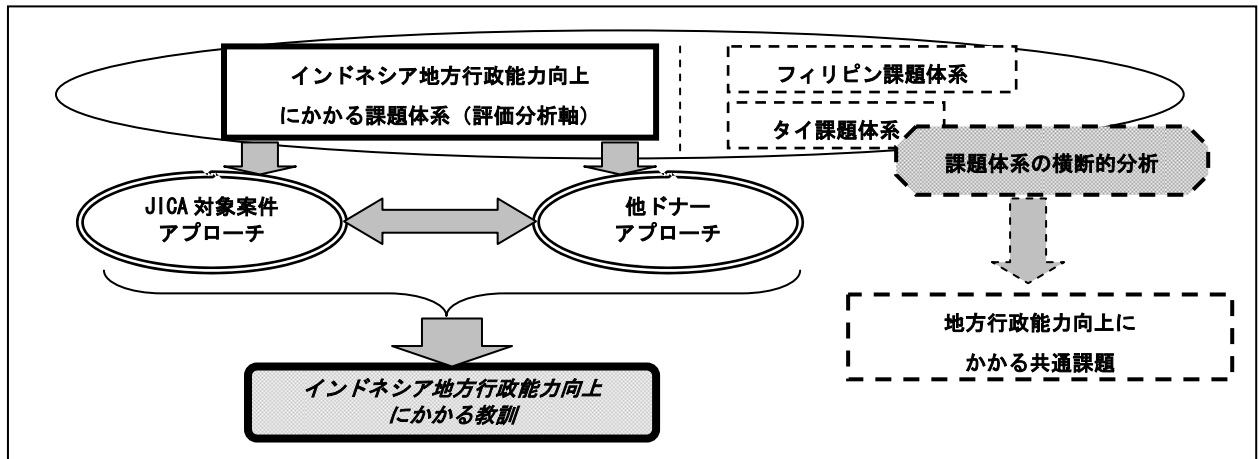 インドネシア地方行政能力向上
にかかる課題体系（評価分析軸）
フィリピン課題体系
タイ課題体系
課題体系の横断的分析
JICA 対象案件
アプローチ
他ドナー
アプローチ
地方行政能力向上に
かかる共通課題
インドネシア地方行政能力向上
にかかる教訓